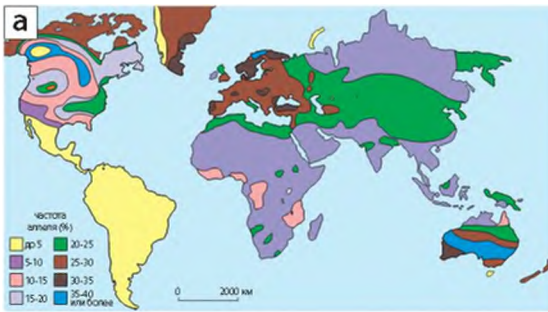 а
частота
аллеля (%)
до 5
5-10
10-15
15-20
20-25
25-30
30-35
35-40
или более
0 2000 км